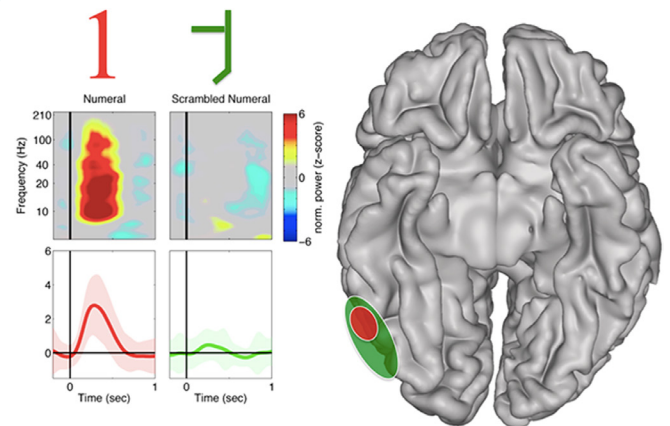 1
Numeral
Scrambled Numeral
Frequency (Hz)
210
100
40
20
10
6
0
−6
norm. power (z-score)
6
4
2
0
0
1
0
1
Time (sec)
Time (sec)